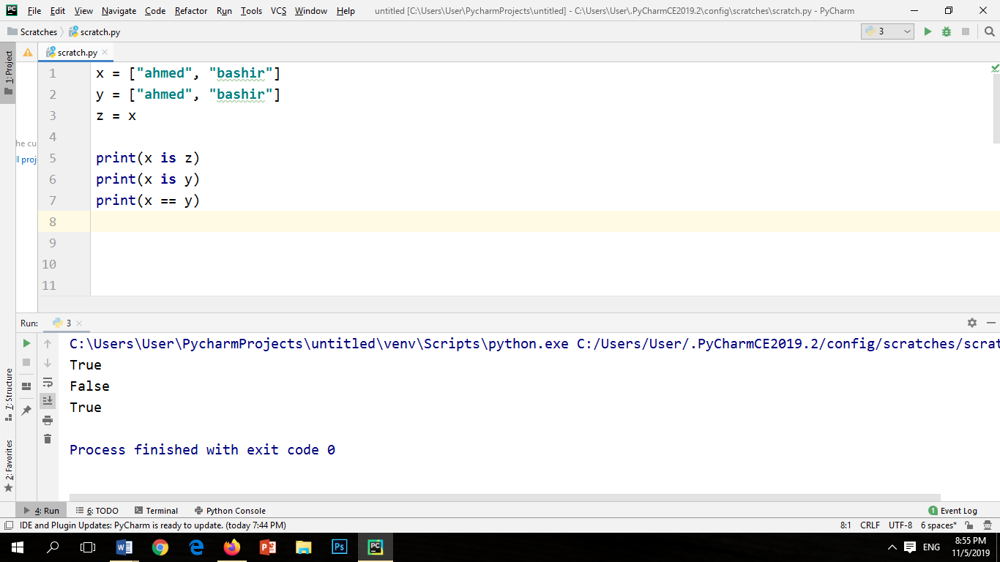 PC File Edit View Navigate Code Refactor Run Tools VCS Window Help untitled [C:\Users\User\PycharmProjects\untitled] - C:\Users\User\.PyCharmCE2019.2\config\scratches\scratch.py - PyCharm
Scratches scratch.py 3
1: Project
scratch.py
1 x = ["ahmed", "bashir"]
2 y = ["ahmed", "bashir"]
3 z = x
4
he cu
5 print(x is z)
ll proj
6 print(x is y)
7 print(x == y)
8
9
10
11
Run: 3
C:\Users\User\PycharmProjects\untitled\venv\Scripts\python.exe C:/Users/User/.PyCharmCE2019.2/config/scratches/scrat
True
False
True
Process finished with exit code 0
7: Structure
2: Favorites
4: Run 6: TODO Terminal Python Console 1 Event Log
IDE and Plugin Updates: PyCharm is ready to update. (today 7:44 PM) 8:1 CRLF UTF-8 6 spaces*
W P Ps PC ENG 8:55 PM
11/5/2019